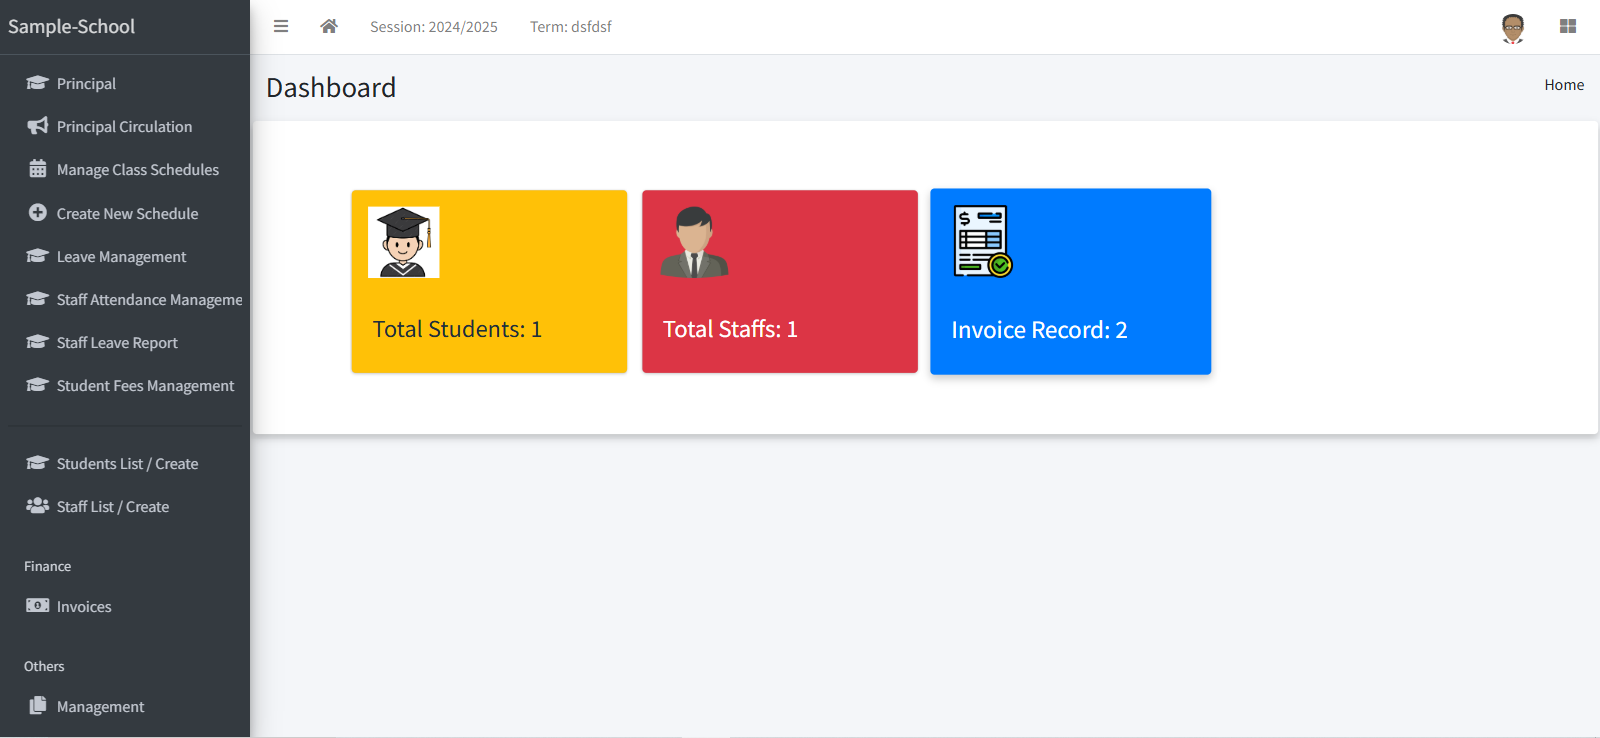 Sample-School
Session: 2024/2025
Term: dsfdsf
Principal
Principal Circulation
Manage Class Schedules
Create New Schedule
Leave Management
Staff Attendance Manageme
Staff Leave Report
Student Fees Management
Students List / Create
Staff List / Create
Finance
Invoices
Others
Management
Dashboard
Home
Total Students: 1
Total Staffs: 1
$
Invoice Record: 2